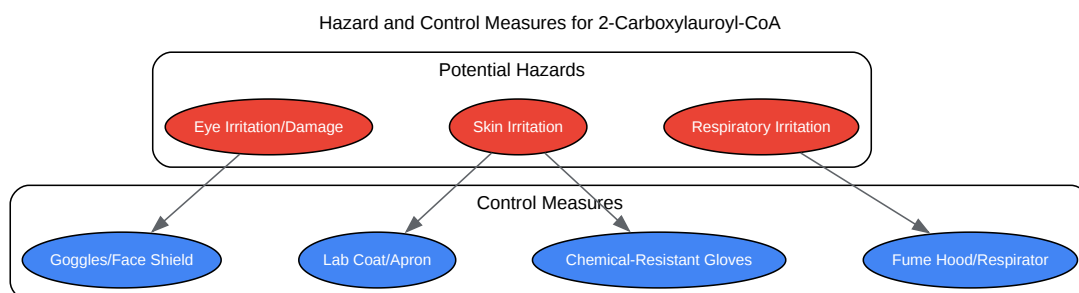 Hazard and Control Measures for 2-Carboxylauroyl-CoA
Potential Hazards
Eye Irritation/Damage
Skin Irritation
Respiratory Irritation
Control Measures
Goggles/Face Shield
Lab Coat/Apron
Chemical-Resistant Gloves
Fume Hood/Respirator